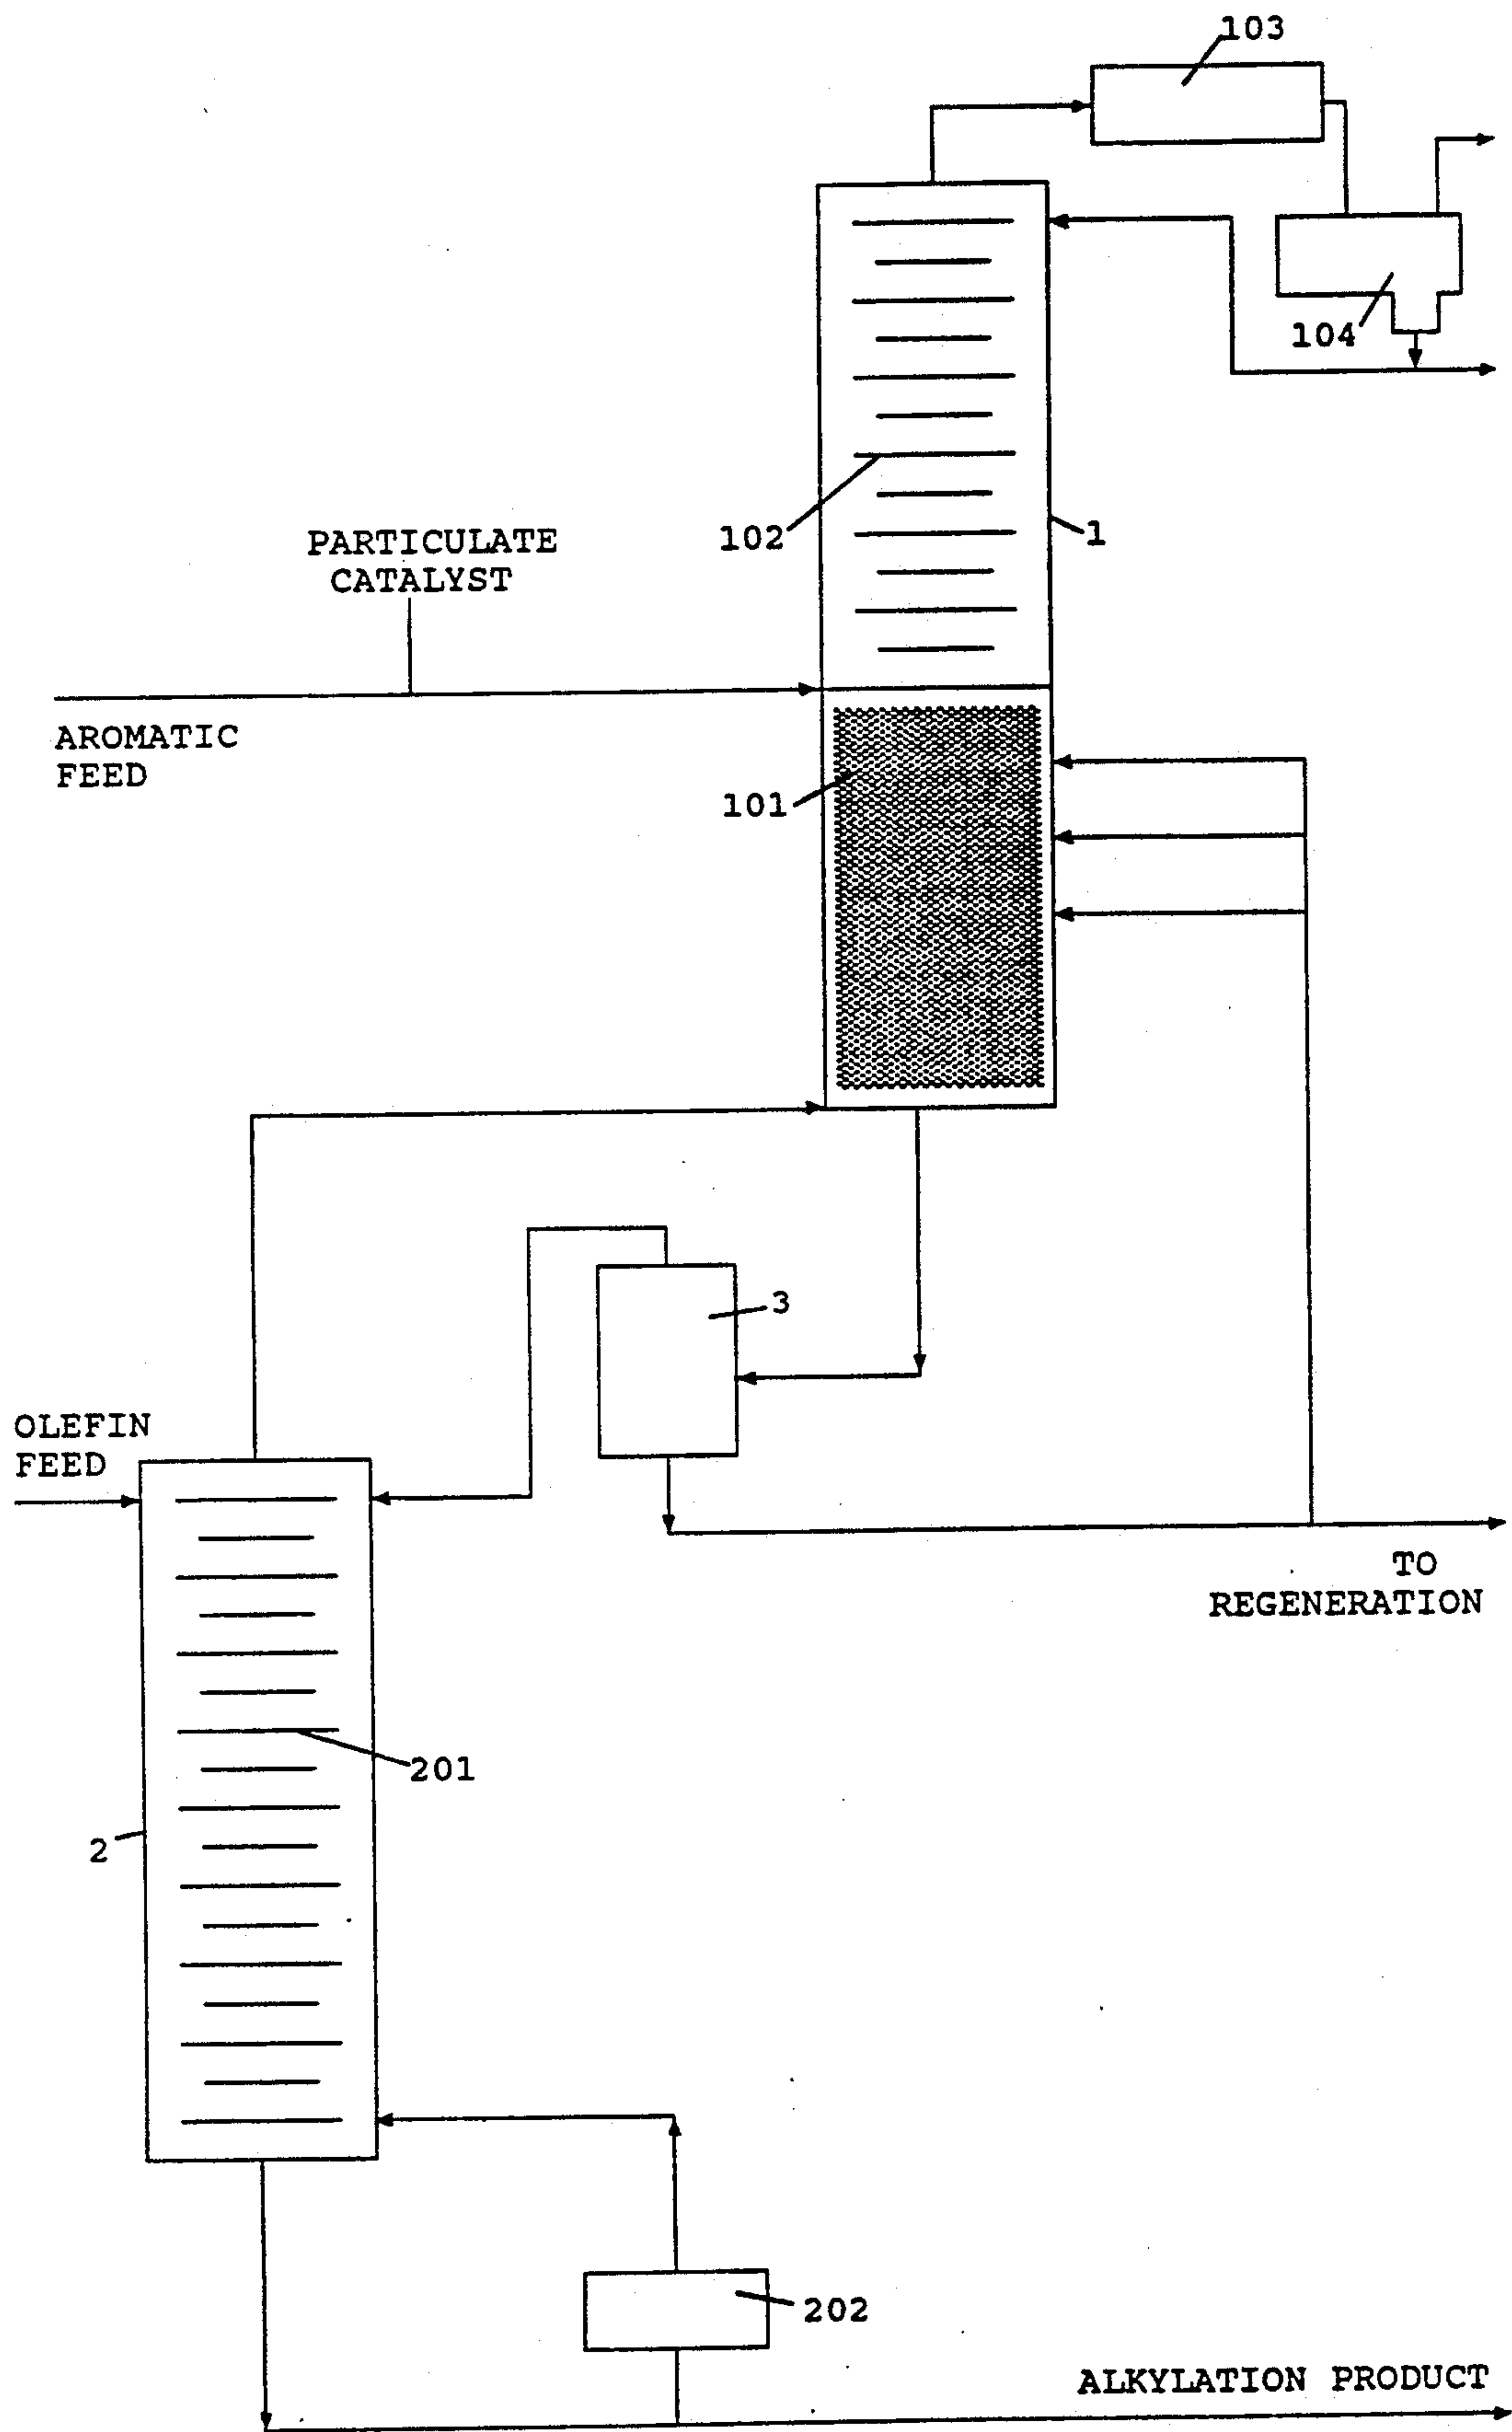 103
104
102
1
PARTICULATE
CATALYST
AROMATIC
FEED
101
3
OLEFIN
FEED
TO
REGENERATION
201
2
202
ALKYLATION PRODUCT